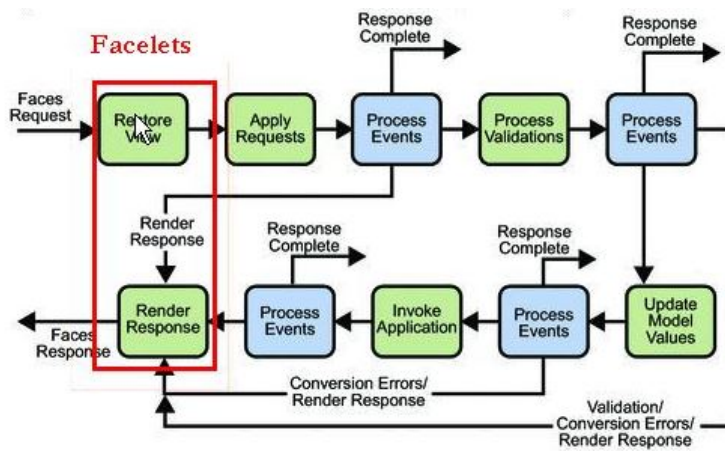 Facelets
Response
Complete
Response
Complete
Faces
Request
Restore
View
Apply
Requests
Process
Events
Process
Validations
Process
Events
Render
Response
Response
Complete
Response
Complete
Render
Response
Process
Events
Invoke
Application
Process
Events
Update
Model
Values
Faces
Response
Conversion Errors/
Render Response
Validation/
Conversion Errors/
Render Response